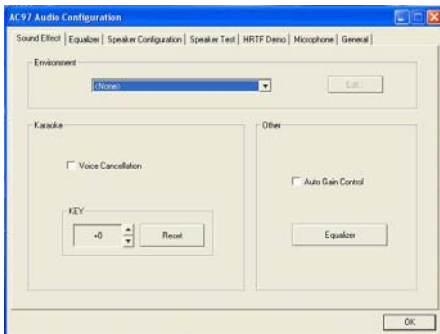 AC97 Audio Configuration
Sound Effect | Equalizer | Speaker Configuration | Speaker Test | HRTF Demo | Microphone | General
Environment
<None>
Edit...
Karaoke
Other
Voice Cancellation
Auto Gain Control
KEY
+0
Reset
Equalizer
OK